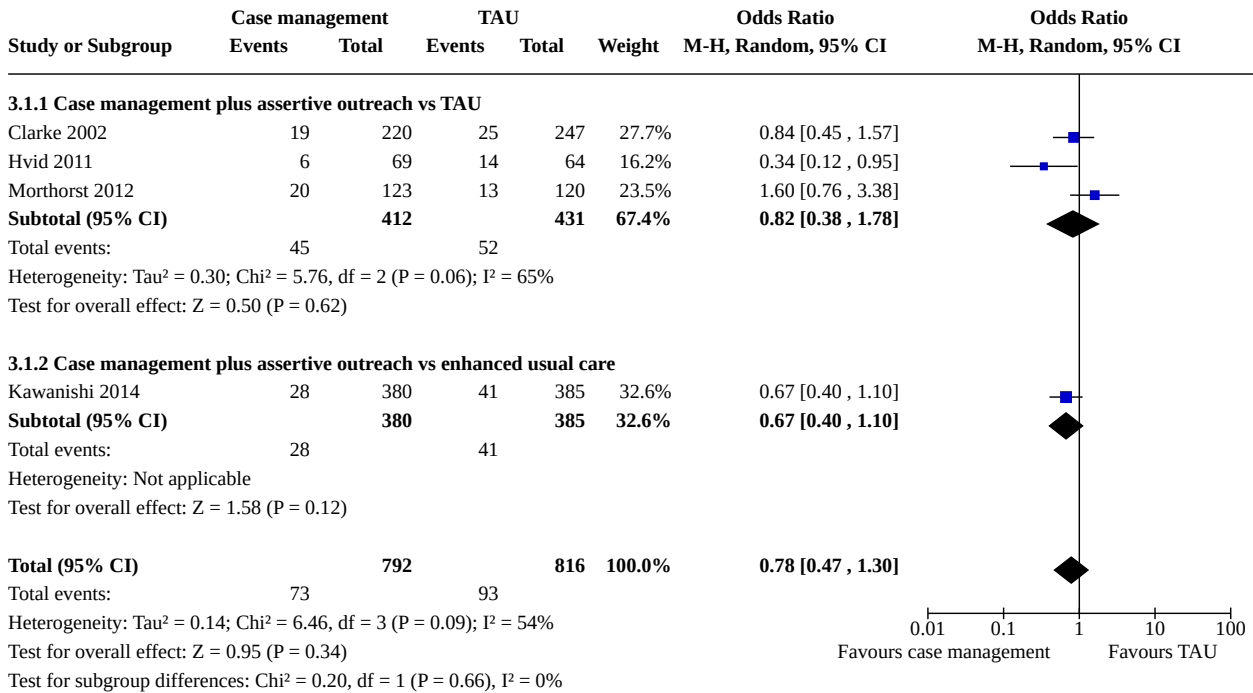 Case management TAU Odds Ratio Odds Ratio
Study or Subgroup Events Total Events Total Weight M-H, Random, 95% CI M-H, Random, 95% CI
3.1.1 Case management plus assertive outreach vs TAU
Clarke 2002 19 220 25 247 27.7% 0.84 [0.45 , 1.57]
Hvid 2011 6 69 14 64 16.2% 0.34 [0.12 , 0.95]
Morthorst 2012 20 123 13 120 23.5% 1.60 [0.76 , 3.38]
Subtotal (95% CI) 412 431 67.4% 0.82 [0.38 , 1.78]
Total events: 45 52
Heterogeneity: Tau² = 0.30; Chi² = 5.76, df = 2 (P = 0.06); I² = 65%
Test for overall effect: Z = 0.50 (P = 0.62)
3.1.2 Case management plus assertive outreach vs enhanced usual care
Kawanishi 2014 28 380 41 385 32.6% 0.67 [0.40 , 1.10]
Subtotal (95% CI) 380 385 32.6% 0.67 [0.40 , 1.10]
Total events: 28 41
Heterogeneity: Not applicable
Test for overall effect: Z = 1.58 (P = 0.12)
Total (95% CI) 792 816 100.0% 0.78 [0.47 , 1.30]
Total events: 73 93
Heterogeneity: Tau² = 0.14; Chi² = 6.46, df = 3 (P = 0.09); I² = 54%
0.01 0.1 1 10 100
Test for overall effect: Z = 0.95 (P = 0.34) Favours case management Favours TAU
Test for subgroup differences: Chi² = 0.20, df = 1 (P = 0.66), I² = 0%